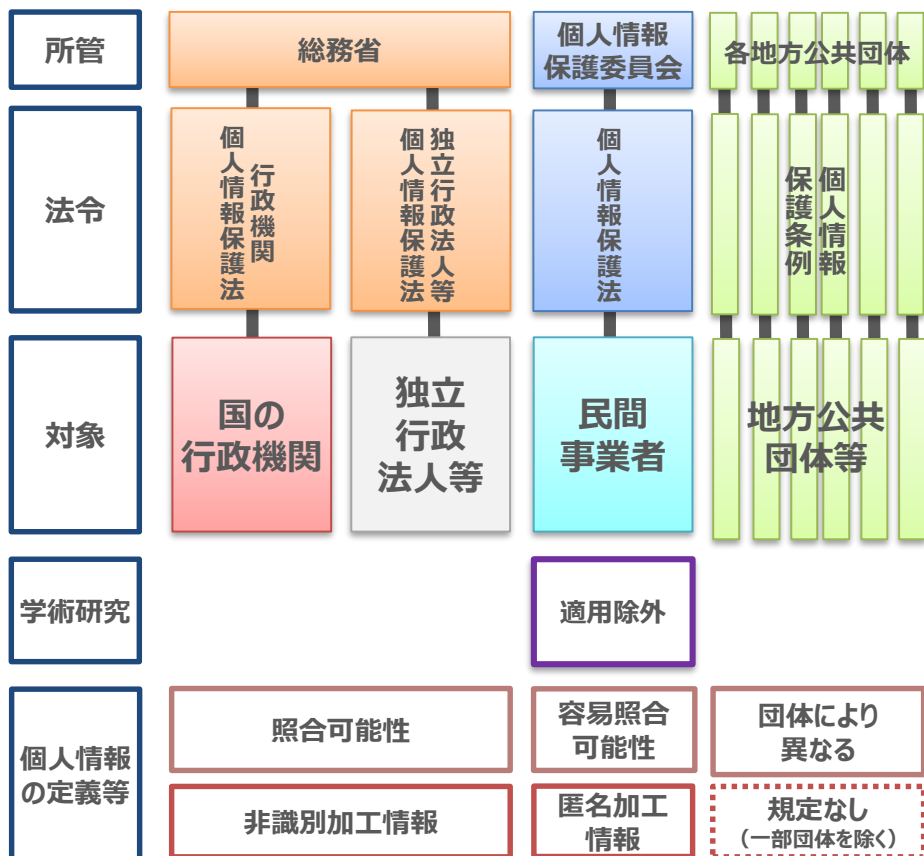 所管
総務省
個人情報
保護委員会
各地方公共団体
法令
行政機関
個人情報保護法
独立行政法人等
個人情報保護法
個人情報保護法
個人情報
保護条例
対象
国の
行政機関
独立
行政
法人等
民間
事業者
地方公共
団体等
学術研究
適用除外
個人情報
の定義等
照合可能性
容易照合
可能性
団体により
異なる
非識別加工情報
匿名加工
情報
規定なし
（一部団体を除く）